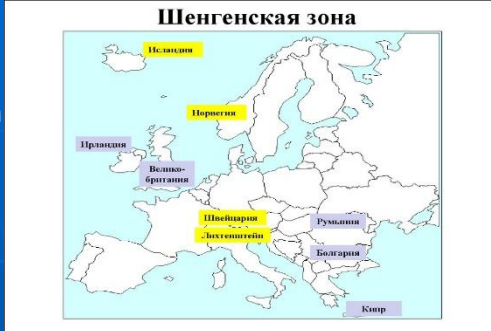 Шенгенская зона
Исландия
Норвегия
Ирландия
Велико-
британия
Швейцария
Лихтенштейн
Румыния
Болгария
Кипр